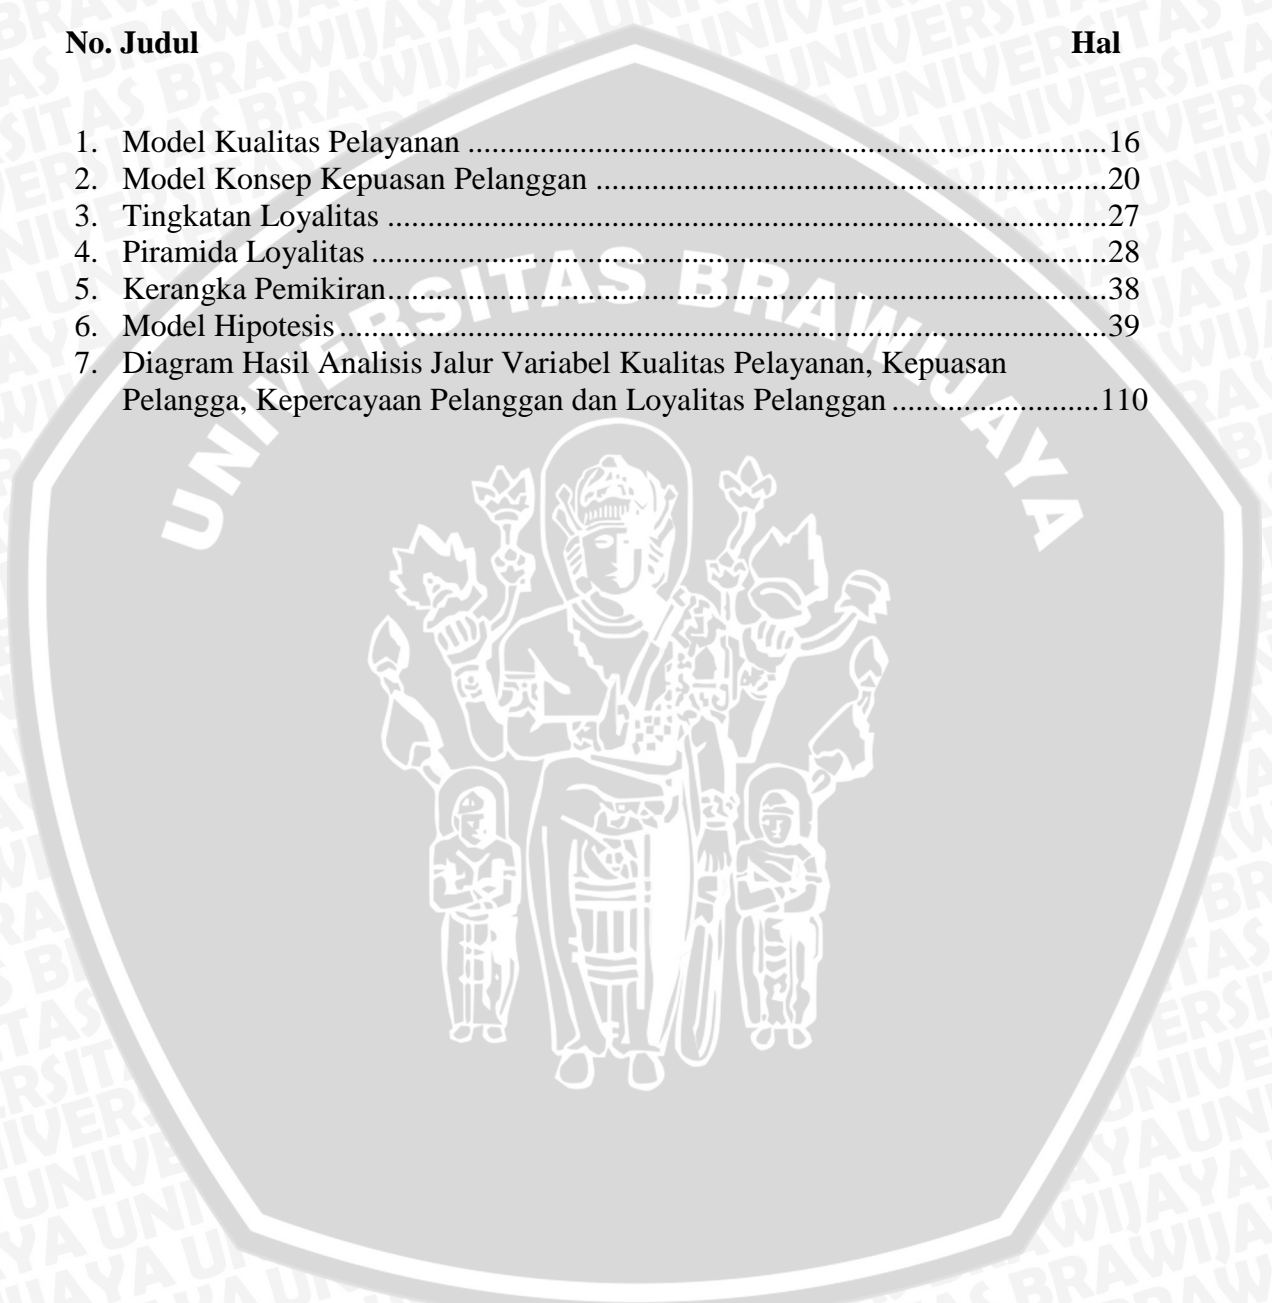 No. Judul Hal
1. Model Kualitas Pelayanan ................................................................................16
2. Model Konsep Kepuasan Pelanggan ................................................................20
3. Tingkatan Loyalitas ..........................................................................................27
4. Piramida Loyalitas ............................................................................................28
5. Kerangka Pemikiran..........................................................................................38
6. Model Hipotesis ................................................................................................39
7. Diagram Hasil Analisis Jalur Variabel Kualitas Pelayanan, Kepuasan
Pelangga, Kepercayaan Pelanggan dan Loyalitas Pelanggan ..........................110
UNIVERSITAS BRAWIJAYA